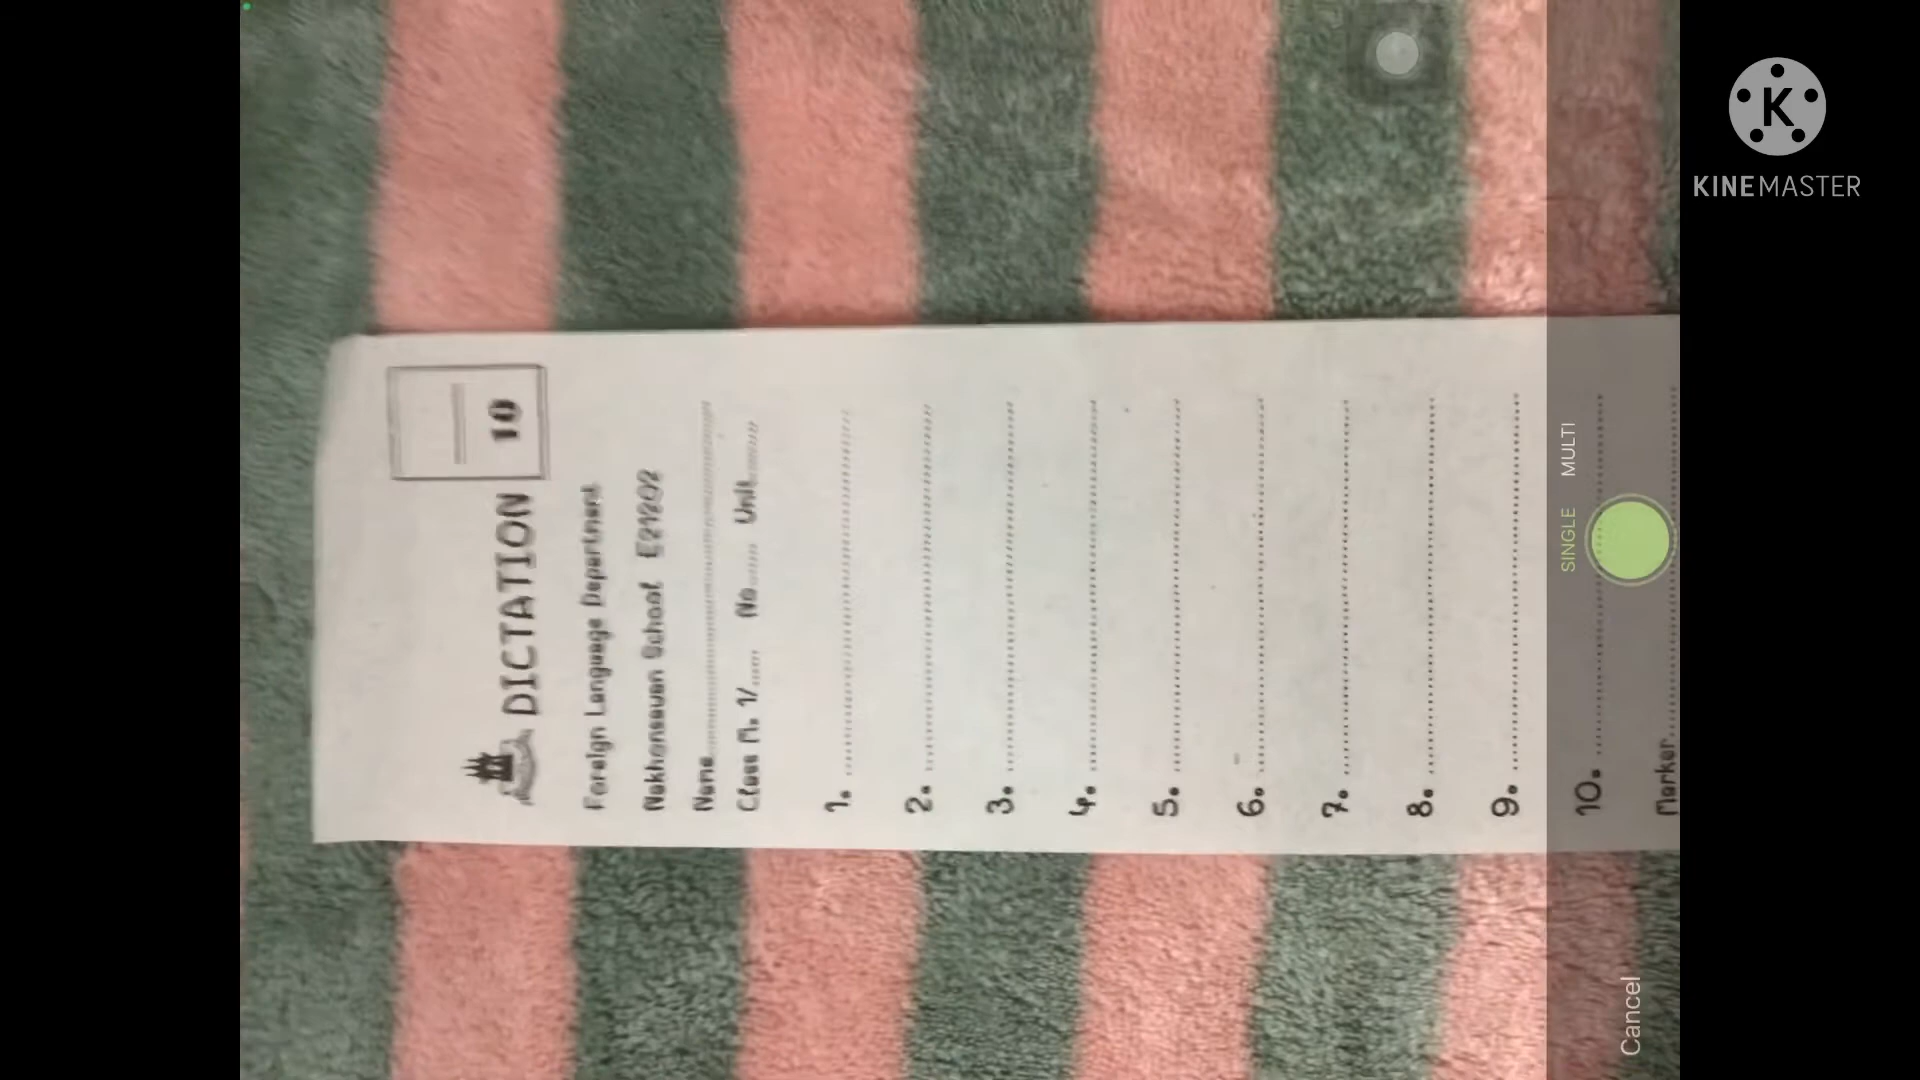 DICTATION
10
Foreign Language Department
Nakhonsawan School E21202
Name
Class M. 1/..... No...... Unit......
1.
2.
3.
4.
5.
6.
7.
8.
9.
10.
Marker
SINGLE MULTI
Cancel
K
KINEMASTER